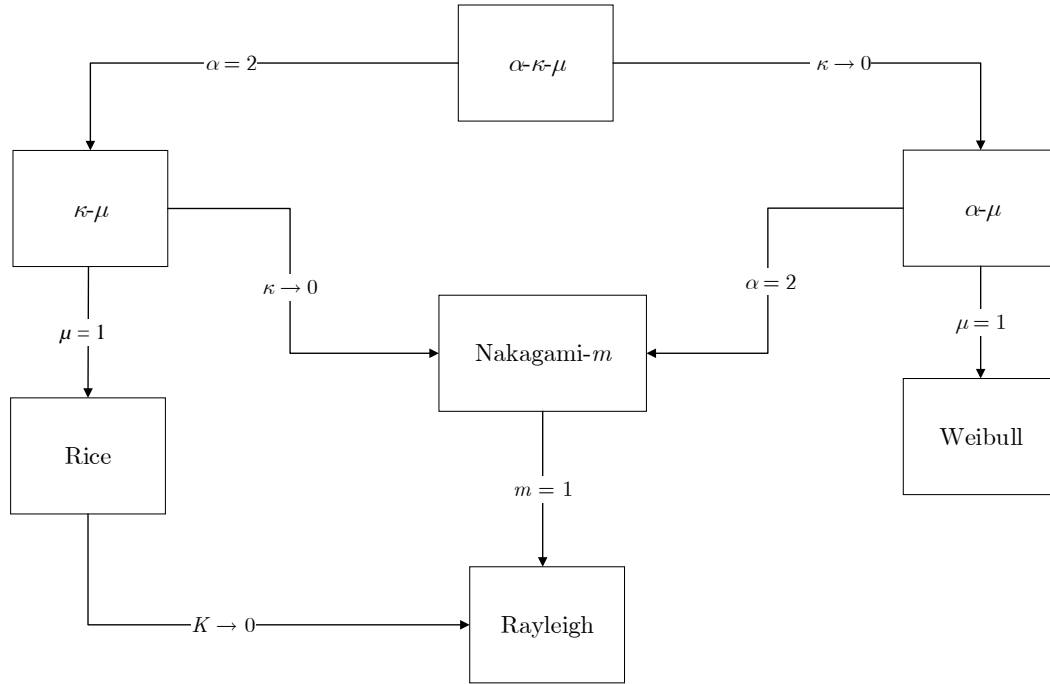 α = 2
α-κ-μ
κ → 0
κ-μ
α-μ
κ → 0
α = 2
μ = 1
μ = 1
Nakagami-m
Rice
Weibull
m = 1
K → 0
Rayleigh